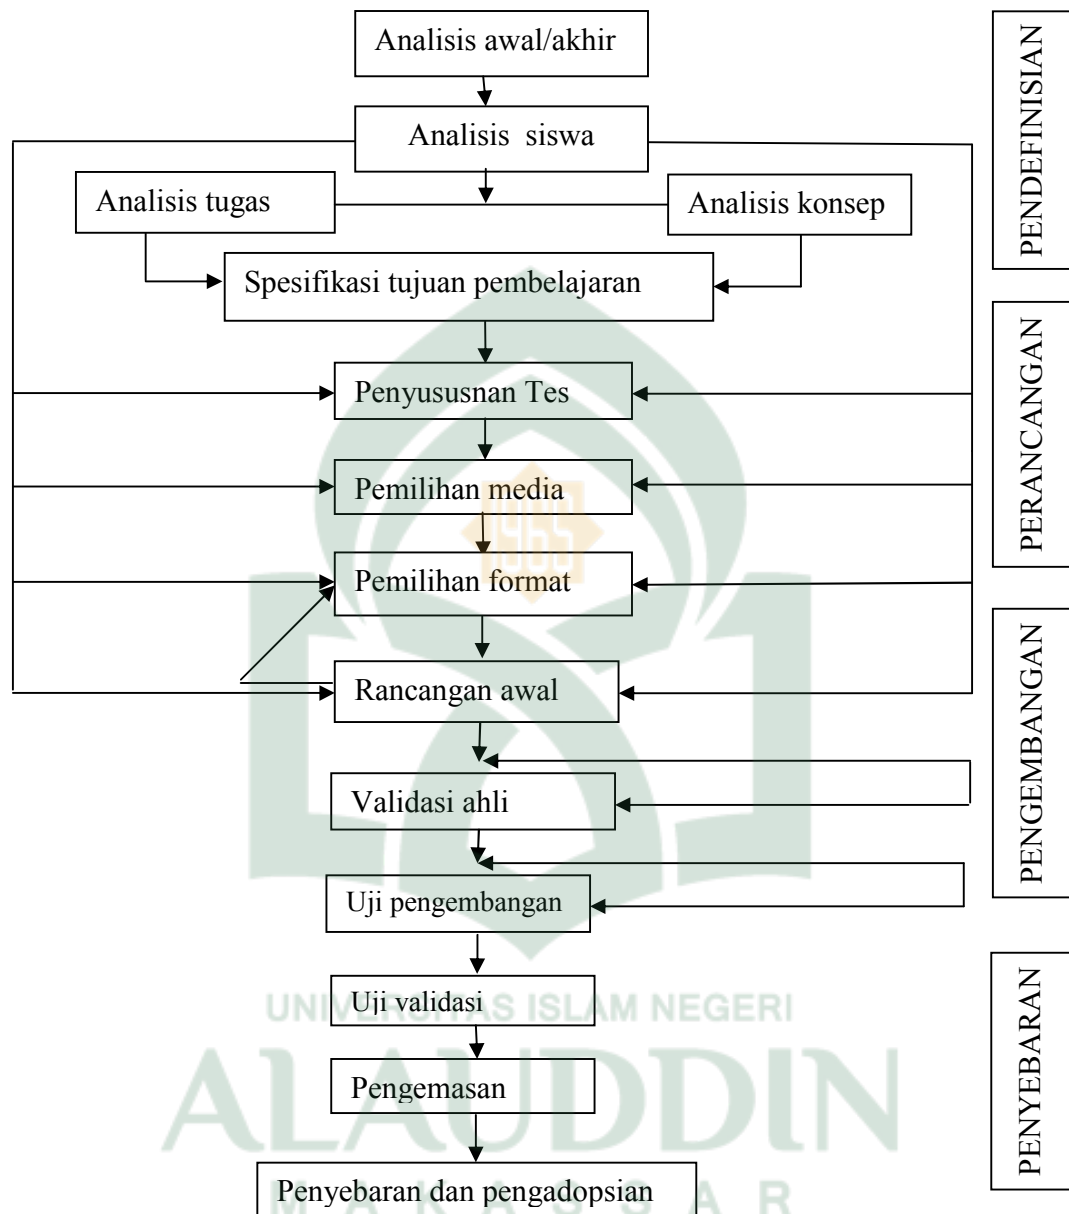 Analisis awal/akhir
PENDEFINISIAN
Analisis siswa
Analisis tugas
Analisis konsep
Spesifikasi tujuan pembelajaran
PERANCANGAN
Penyususnan Tes
Pemilihan media
1965
Pemilihan format
PENGEMBANGAN
Rancangan awal
Validasi ahli
Uji pengembangan
PENYEBARAN
Uji validasi
UNIVERSITAS ISLAM NEGERI
ALAUDDIN
Pengemasan
Penyebaran dan pengadopsian
MAKASSAR